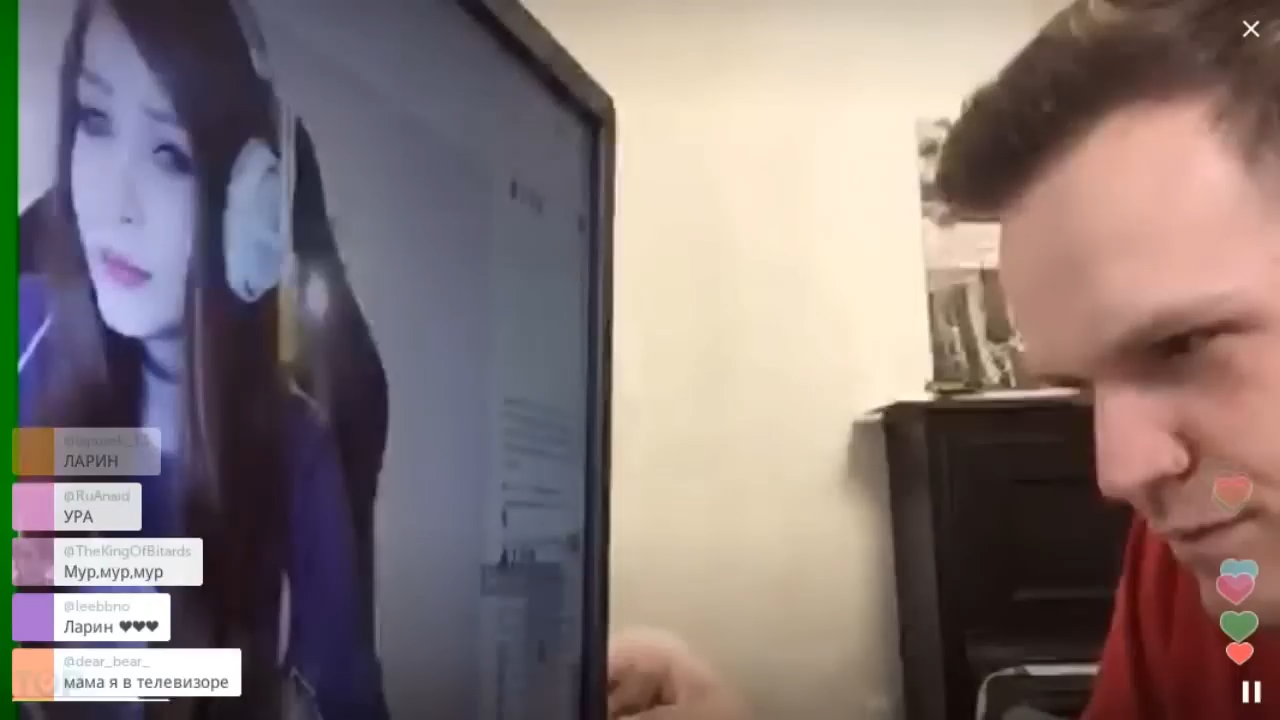 ЛАРИН
@RuAnaid
УРА
@TheKingOfBitards
Мур,мур,мур
@leebbno
Ларин ♥♥♥
@dear_bear_
мама я в телевизоре